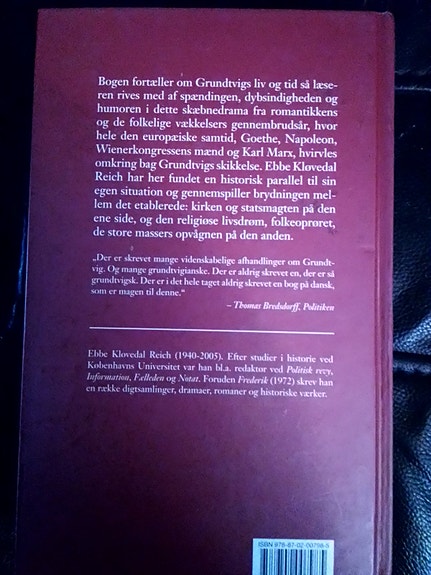 Bogen fortæller om Grundtvigs liv og tid så læse-
ren rives med af spændingen, dybsindigheden og
humoren i dette skæbnedrama fra romantikkens
og de folkelige vækkelsers gennembrudsår, hvor
hele den europæiske samtid, Goethe, Napoleon,
Wienerkongressens mænd og Karl Marx, hvirvles
omkring bag Grundtvigs skikkelse. Ebbe Kløvedal
Reich har her fundet en historisk parallel til sin
egen situation og gennemspiller brydningen mel-
lem det etablerede: kirken og statsmagten på den
ene side, og den religiøse livsdrøm, folkeoprøret,
de store massers opvågnen på den anden.
„Der er skrevet mange videnskabelige afhandlinger om Grundt-
vig. Og mange grundtvigianske. Der er aldrig skrevet en, der er så
grundtvigsk. Der er i det hele taget aldrig skrevet en bog på dansk,
som er magen til denne.“
– Thomas Bredsdorff, Politiken
Ebbe Kløvedal Reich (1940-2005). Efter studier i historie ved
Københavns Universitet var han bl.a. redaktør ved Politisk revy,
Information, Fælleden og Notat. Foruden Frederik (1972) skrev han
en række digtsamlinger, dramaer, romaner og historiske værker.
ISBN 978-87-02-00798-5